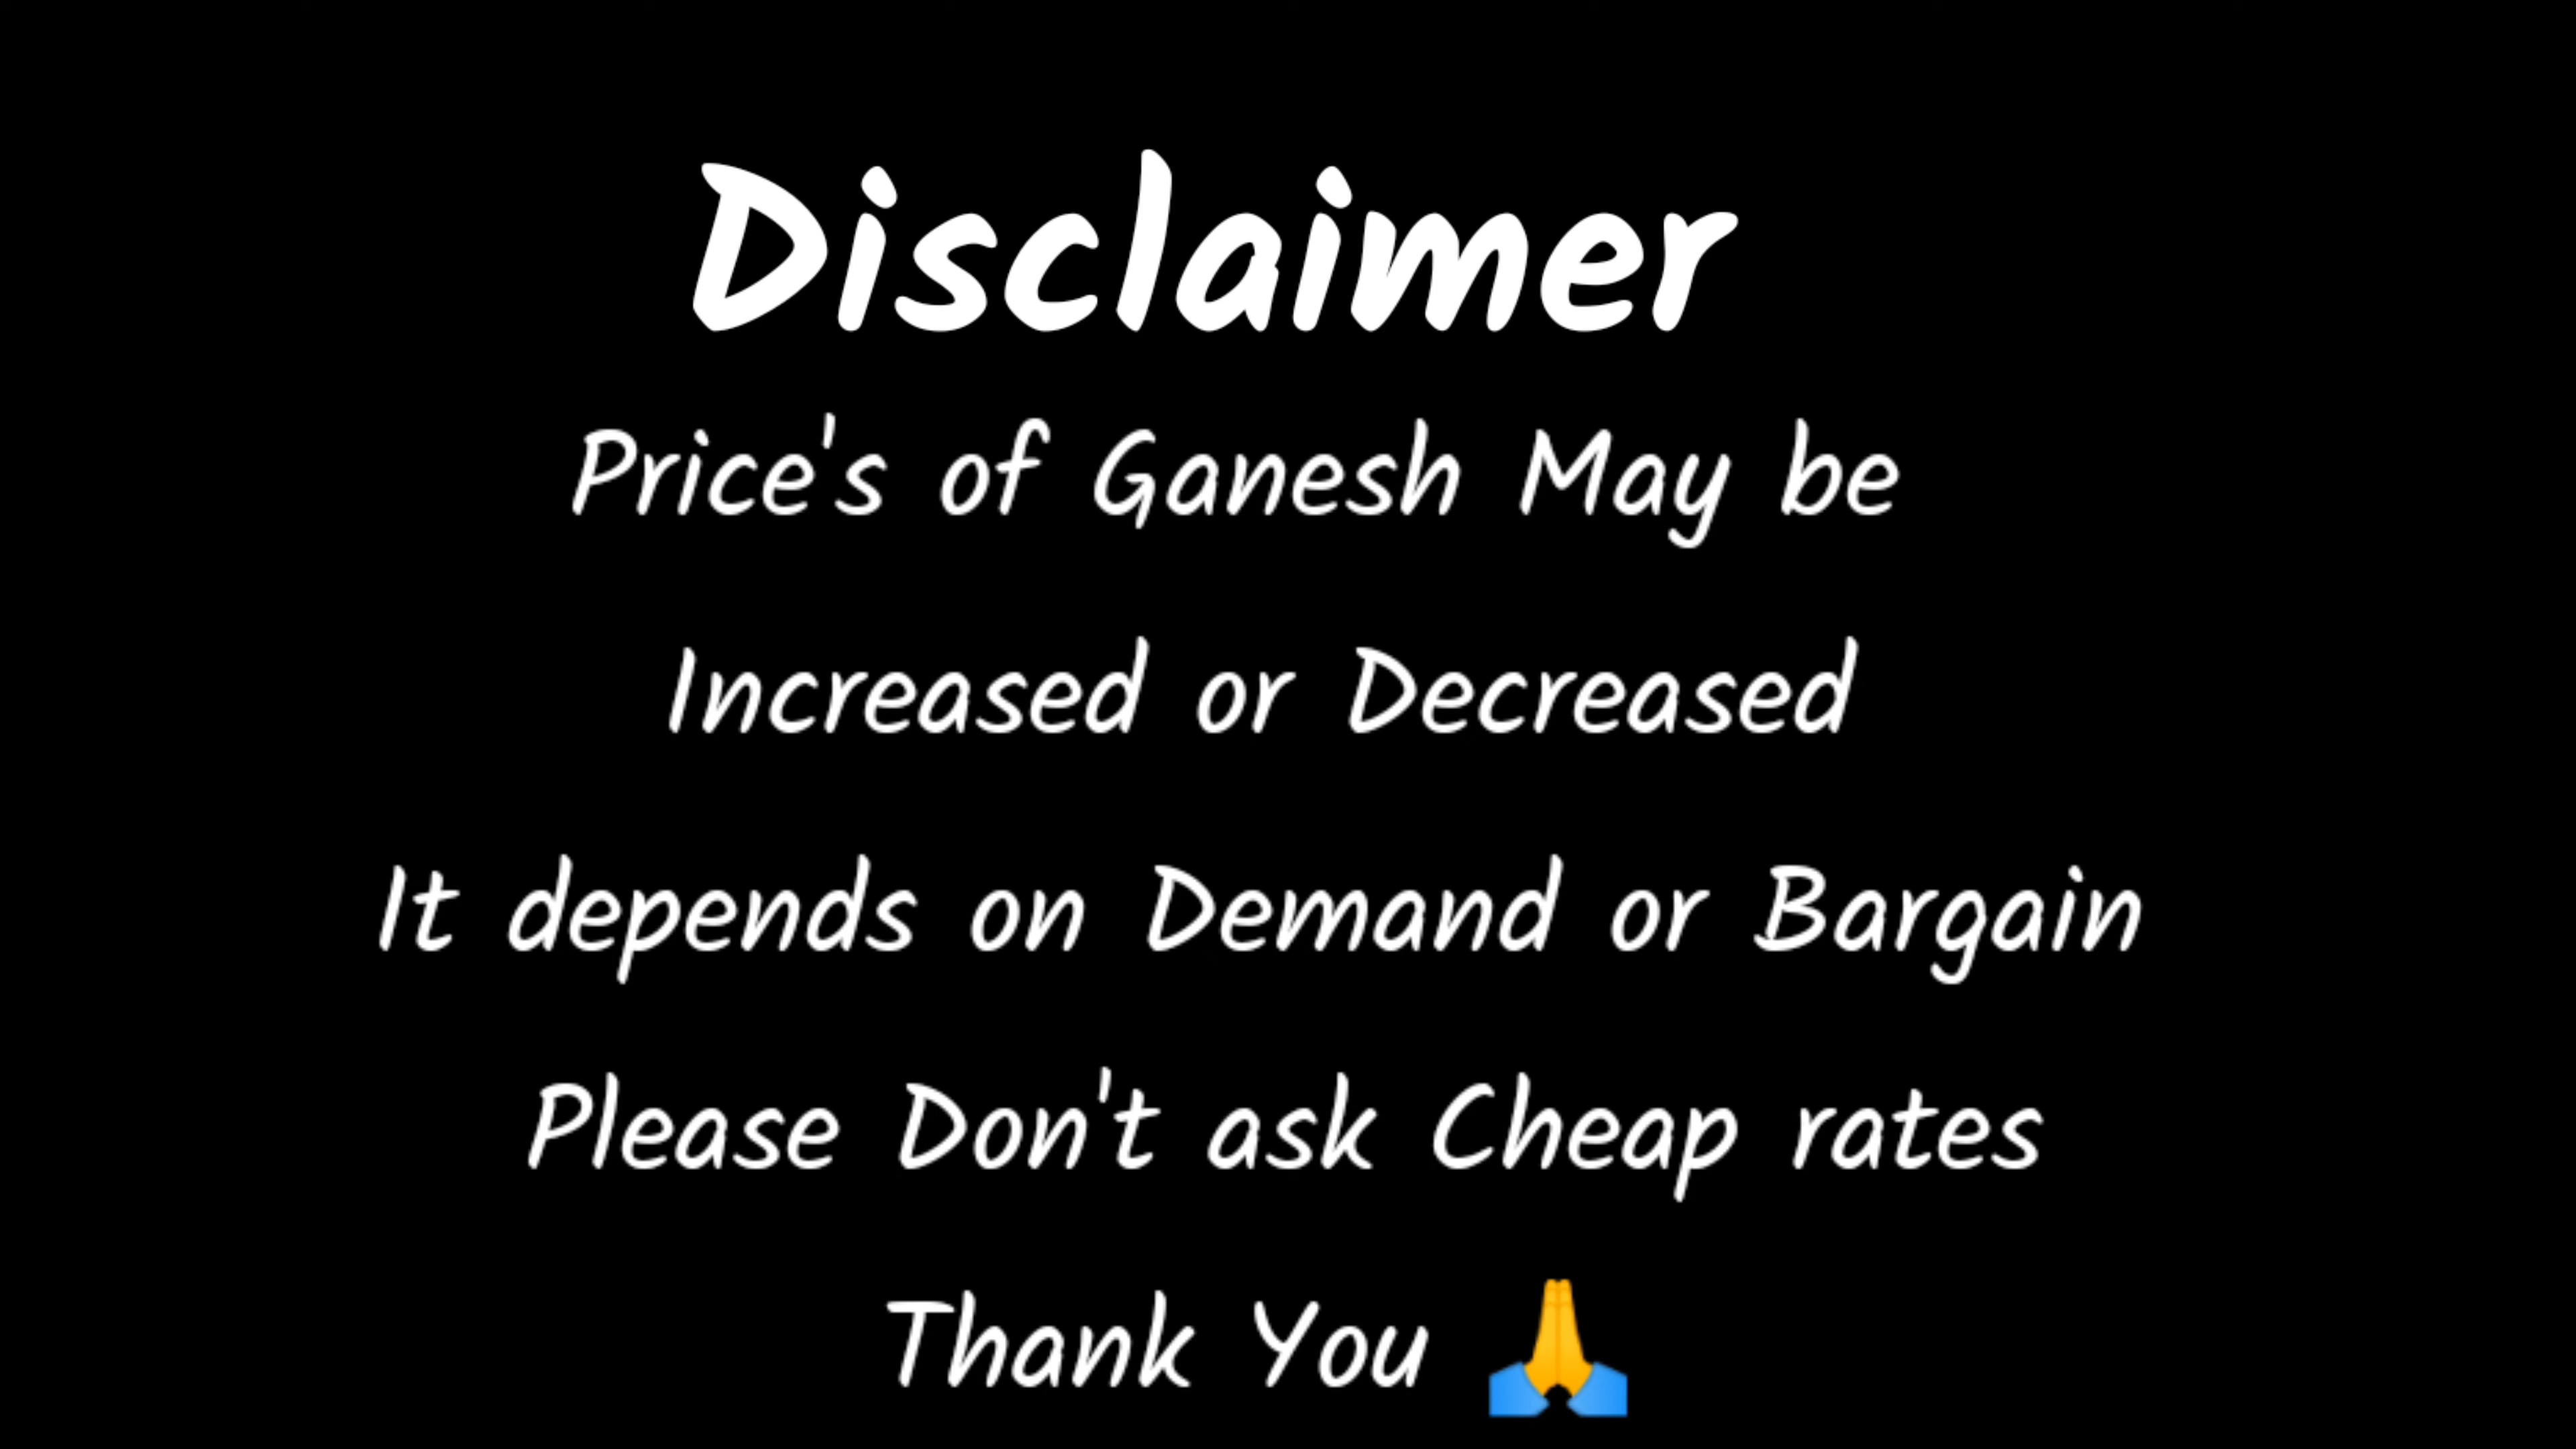 Disclaimer
Price's of Ganesh May be
Increased or Decreased
It depends on Demand or Bargain
Please Don't ask Cheap rates
Thank You 🙏